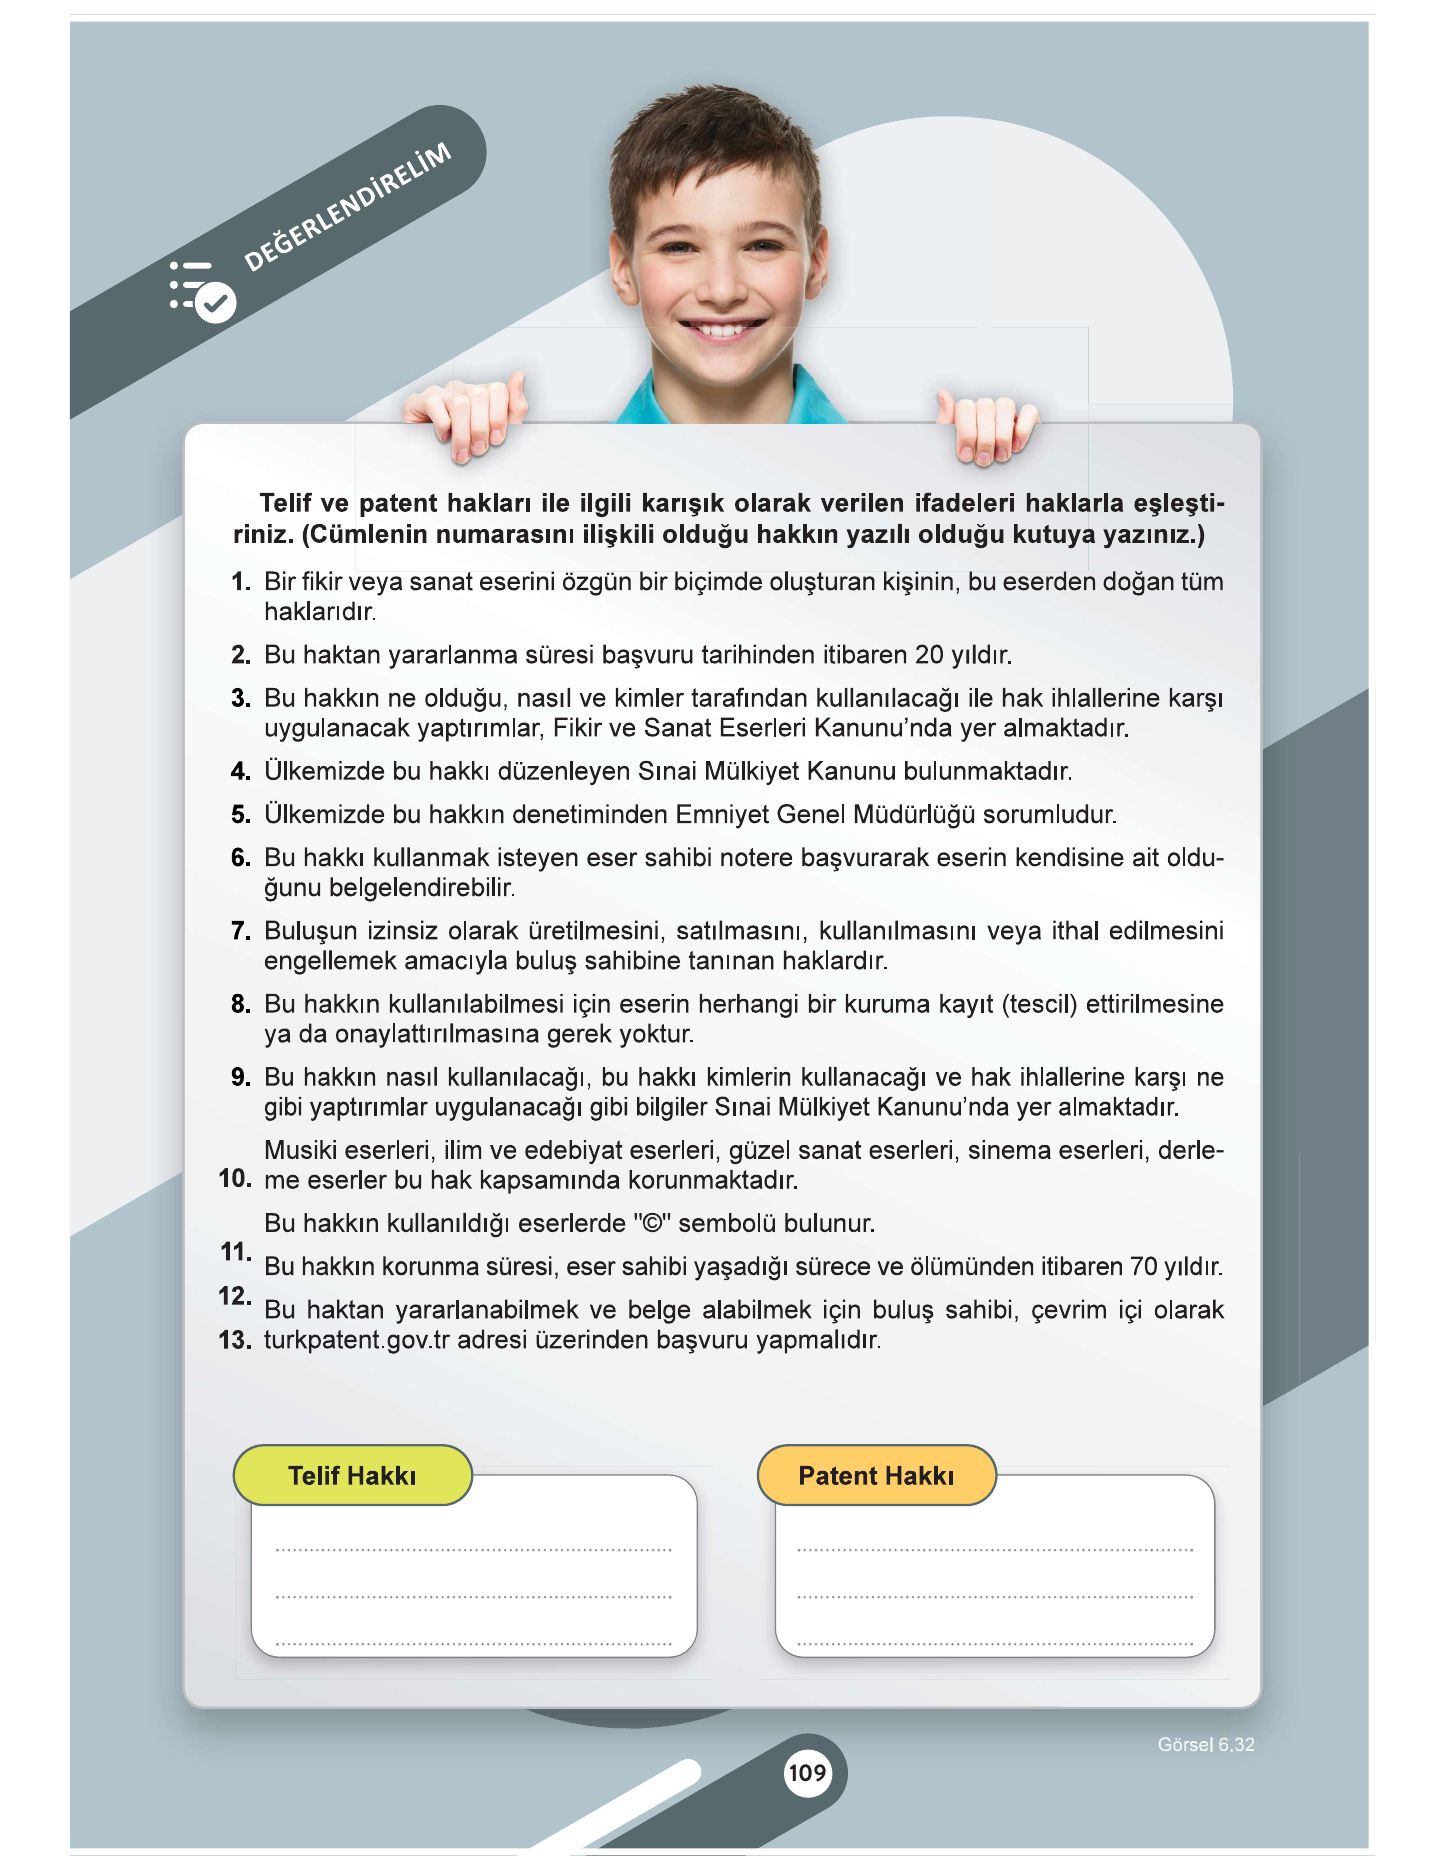 DEĞERLENDİRELİM
Telif ve patent hakları ile ilgili karışık olarak verilen ifadeleri haklarla eşleşti-
riniz. (Cümlenin numarasını ilişkili olduğu hakkın yazılı olduğu kutuya yazınız.)
1. Bir fikir veya sanat eserini özgün bir biçimde oluşturan kişinin, bu eserden doğan tüm
haklarıdır.
2. Bu haktan yararlanma süresi başvuru tarihinden itibaren 20 yıldır.
3. Bu hakkın ne olduğu, nasıl ve kimler tarafından kullanılacağı ile hak ihlallerine karşı
uygulanacak yaptırımlar, Fikir ve Sanat Eserleri Kanunu’nda yer almaktadır.
4. Ülkemizde bu hakkı düzenleyen Sınai Mülkiyet Kanunu bulunmaktadır.
5. Ülkemizde bu hakkın denetiminden Emniyet Genel Müdürlüğü sorumludur.
6. Bu hakkı kullanmak isteyen eser sahibi notere başvurarak eserin kendisine ait oldu-
ğunu belgelendirebilir.
7. Buluşun izinsiz olarak üretilmesini, satılmasını, kullanılmasını veya ithal edilmesini
engellemek amacıyla buluş sahibine tanınan haklardır.
8. Bu hakkın kullanılabilmesi için eserin herhangi bir kuruma kayıt (tescil) ettirilmesine
ya da onaylattırılmasına gerek yoktur.
9. Bu hakkın nasıl kullanılacağı, bu hakkı kimlerin kullanacağı ve hak ihlallerine karşı ne
gibi yaptırımlar uygulanacağı gibi bilgiler Sınai Mülkiyet Kanunu’nda yer almaktadır.
Musiki eserleri, ilim ve edebiyat eserleri, güzel sanat eserleri, sinema eserleri, derle-
10. me eserler bu hak kapsamında korunmaktadır.
Bu hakkın kullanıldığı eserlerde "©" sembolü bulunur.
11.
Bu hakkın korunma süresi, eser sahibi yaşadığı sürece ve ölümünden itibaren 70 yıldır.
12.
Bu haktan yararlanabilmek ve belge alabilmek için buluş sahibi, çevrim içi olarak
13. turkpatent.gov.tr adresi üzerinden başvuru yapmalıdır.
Telif Hakkı
Patent Hakkı
Görsel 6.32
109